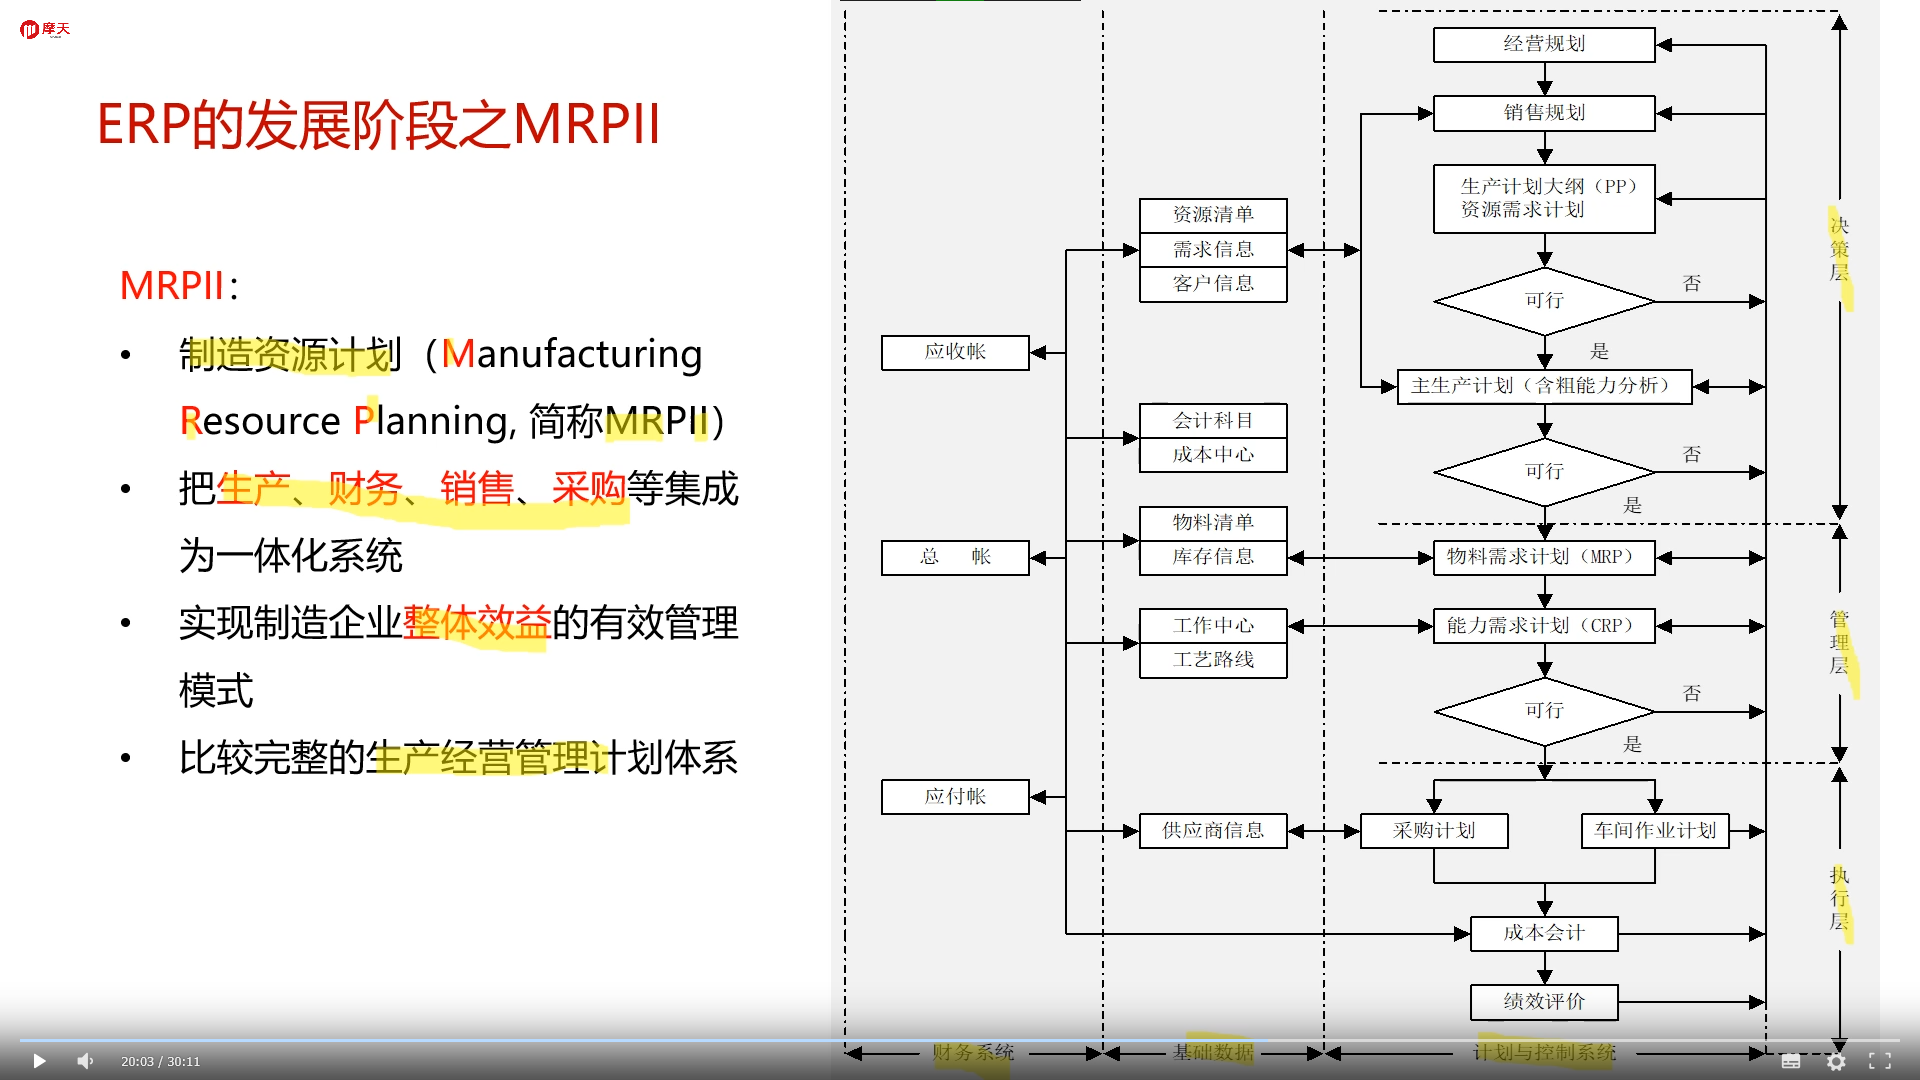 摩天
ERP的发展阶段之MRPII
MRPII：
• 制造资源计划（Manufacturing
Resource Planning, 简称MRPII）
• 把生产、财务、销售、采购等集成
为一体化系统
• 实现制造企业整体效益的有效管理
模式
• 比较完整的生产经营管理计划体系
经营规划
销售规划
生产计划大纲（PP）
资源需求计划
资源清单
需求信息
客户信息
可行
否
是
应收帐
主生产计划（含粗能力分析）
会计科目
成本中心
可行
否
是
物料清单
库存信息
总 帐
物料需求计划（MRP）
工作中心
工艺路线
能力需求计划（CRP）
可行
否
是
应付帐
供应商信息
采购计划
车间作业计划
成本会计
绩效评价
决策层
管理层
执行层
财务系统
基础数据
计划与控制系统
20:03 / 30:11